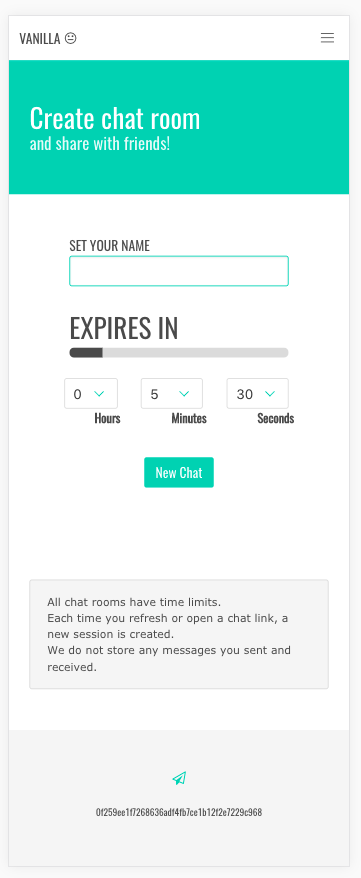 VANILLA
Create chat room
and share with friends!
SET YOUR NAME
EXPIRES IN
0 5 30
Hours Minutes Seconds
New Chat
All chat rooms have time limits.
Each time you refresh or open a chat link, a
new session is created.
We do not store any messages you sent and
received.
0f259ee1f7268636adf4fb7ce1b12f2e7229c968